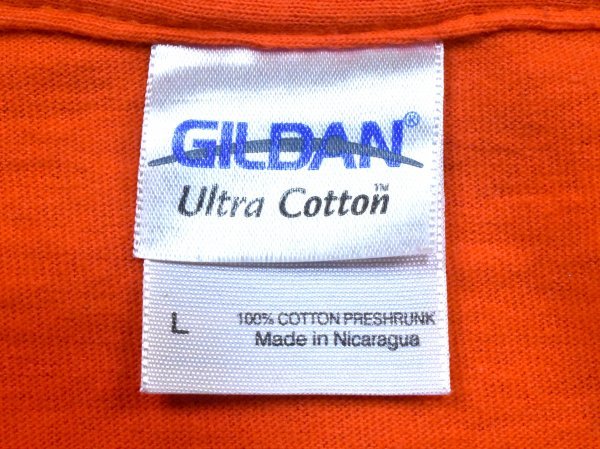 GILDAN®
Ultra Cotton™
L 100% COTTON PRESHRUNK
Made in Nicaragua